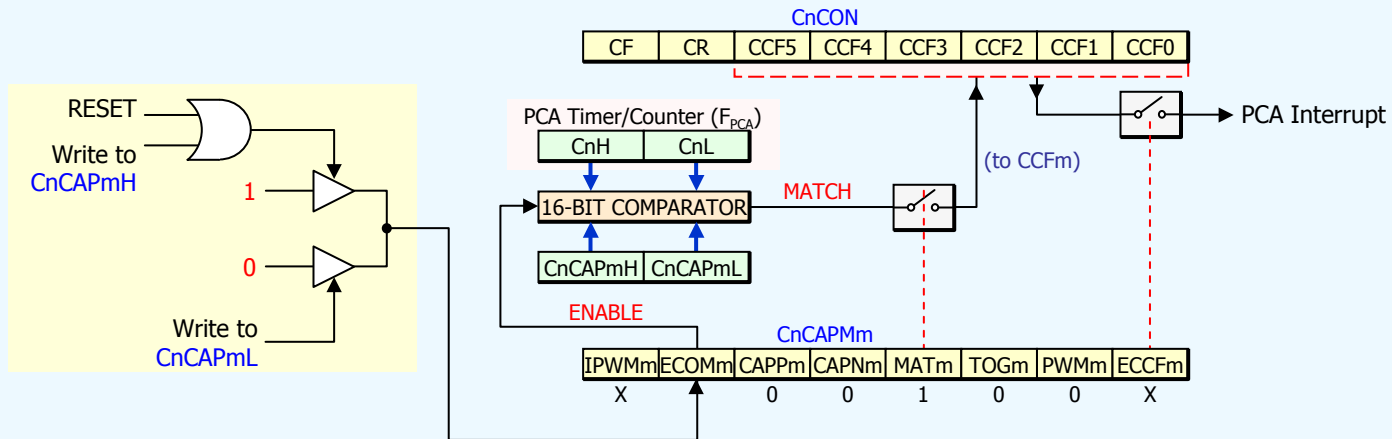 CnCON
CF CR CCF5 CCF4 CCF3 CCF2 CCF1 CCF0
RESET
Write to
CnCAPmH
1
0
Write to
CnCAPmL
PCA Timer/Counter (FPCA)
CnH CnL
16-BIT COMPARATOR
CnCAPmH CnCAPmL
MATCH
(to CCFm)
PCA Interrupt
ENABLE
CnCAPMm
IPWMm ECOMm CAPPm CAPNm MATm TOGm PWMm ECCFm
X 0 0 1 0 0 X